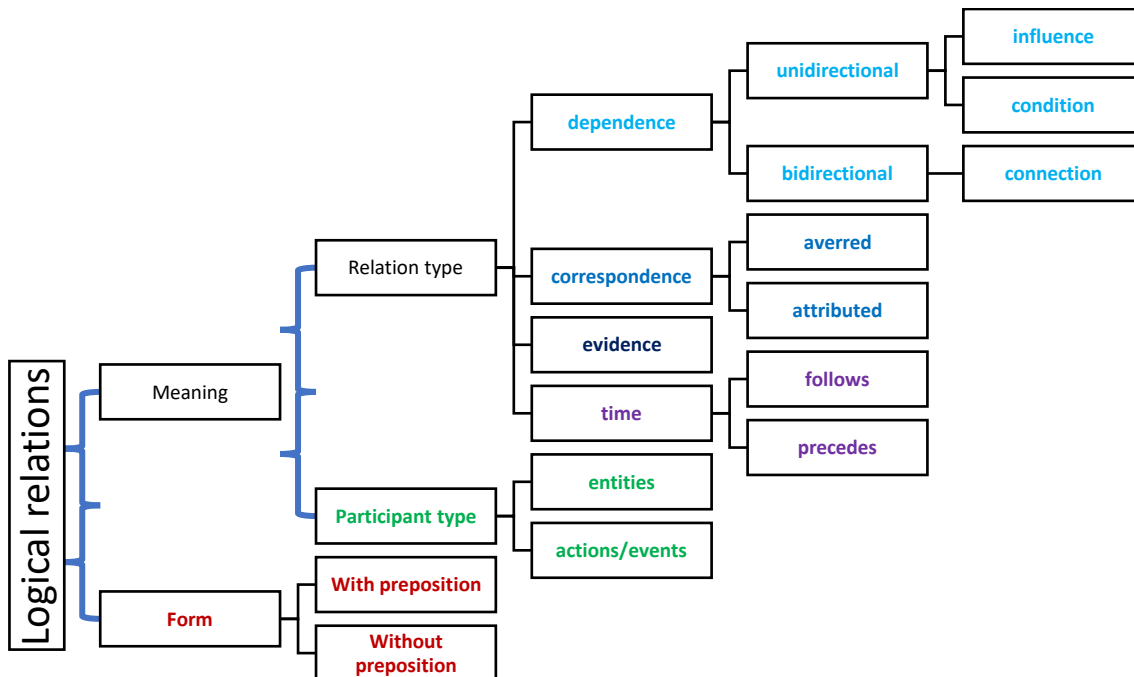 influence
unidirectional
condition
dependence
bidirectional
connection
averred
Relation type
correspondence
attributed
evidence
follows
Meaning
time
precedes
Logical relations
entities
Participant type
actions/events
With preposition
Form
Without
preposition